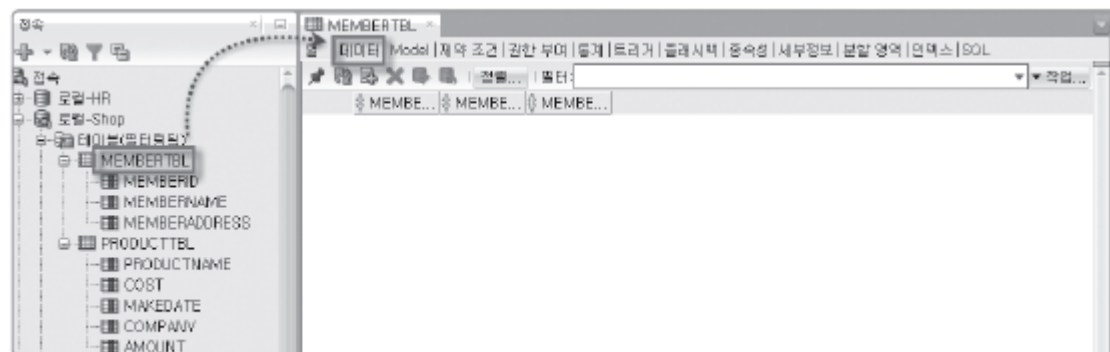 접속
접속
로컬-HR
로컬-Shop
테이블(필터링됨)
MEMBERTBL
MEMBERID
MEMBERNAME
MEMBERADDRESS
PRODUCTTBL
PRODUCTNAME
COST
MAKEDATE
COMPANY
AMOUNT
MEMBERTBL
열 데이터 Model | 제약 조건 | 권한 부여 | 통계 | 트리거 | 플래시백 | 종속성 | 세부정보 | 분할 영역 | 인덱스 | SQL
정렬... 필터: 작업...
MEMBE... MEMBE... MEMBE...